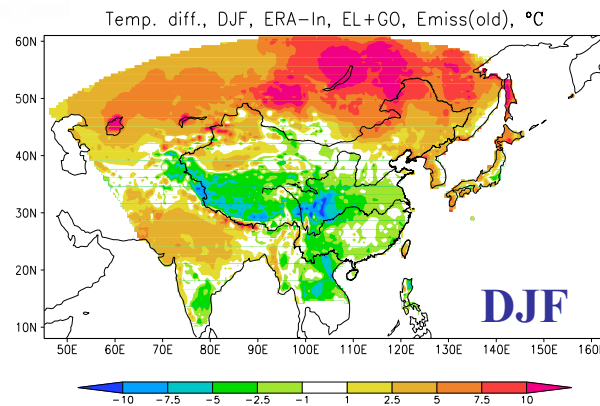 Temp. diff., DJF, ERA-In, EL+GO, Emiss(old), °C
60N
50N
40N
30N
20N
10N
DJF
50E 60E 70E 80E 90E 100E 110E 120E 130E 140E 150E 160E
-10 -7.5 -5 -2.5 -1 1 2.5 5 7.5 10